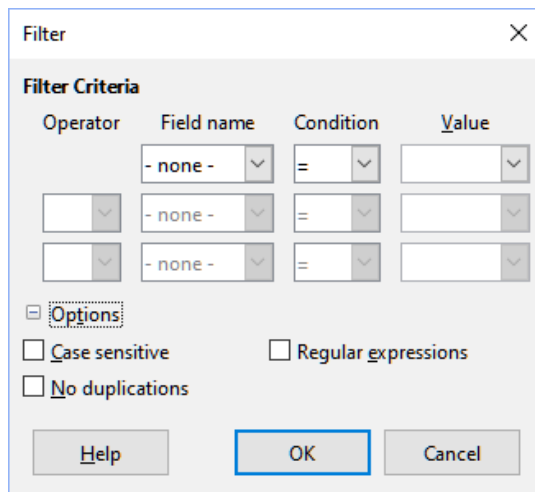 Filter
Filter Criteria
Operator Field name Condition Value
- none - =
- none - =
- none - =
Options
Case sensitive Regular expressions
No duplications
Help OK Cancel